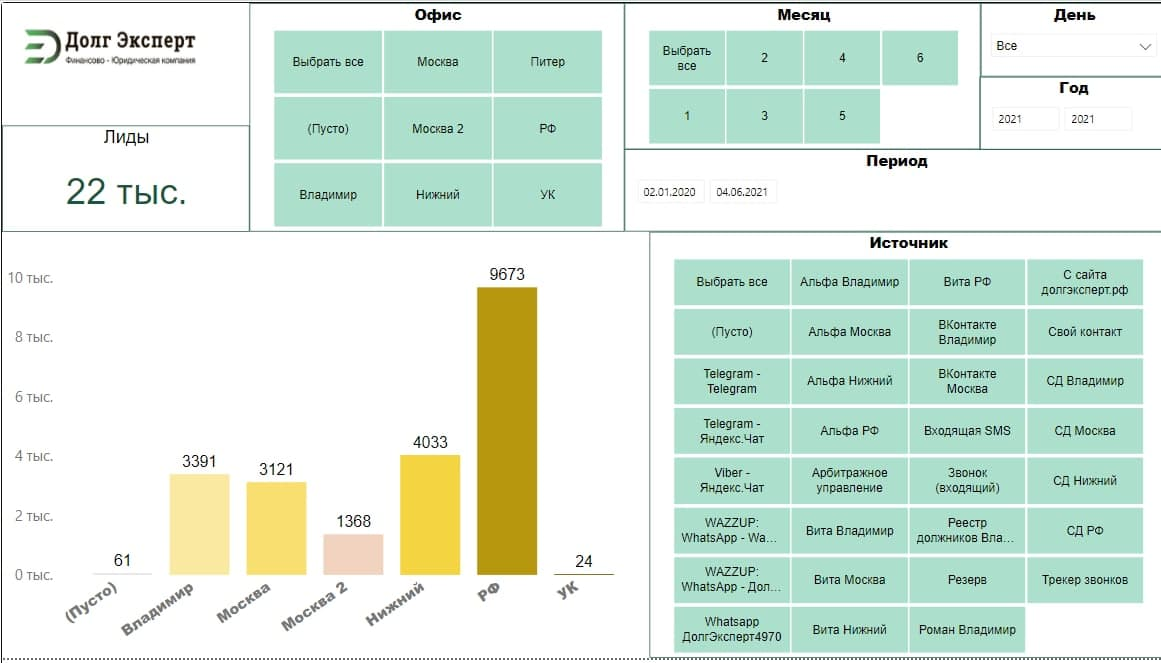 Долг Эксперт
Финансово - Юридическая компания
Лиды
22 тыс.
Офис
Выбрать все
Москва
Питер
(Пусто)
Москва 2
РФ
Владимир
Нижний
УК
Месяц
Выбрать
все
2
4
6
1
3
5
День
Все
Год
2021
2021
Период
02.01.2020
04.06.2021
10 тыс.
8 тыс.
6 тыс.
4 тыс.
2 тыс.
0 тыс.
61
3391
3121
1368
4033
9673
24
(Пусто)
Владимир
Москва
Москва 2
Нижний
РФ
УК
Источник
Выбрать все
Альфа Владимир
Вита РФ
С сайта
долгэксперт.рф
(Пусто)
Альфа Москва
ВКонтакте
Владимир
Свой контакт
Telegram -
Telegram
Альфа Нижний
ВКонтакте
Москва
СД Владимир
Telegram -
Яндекс.Чат
Альфа РФ
Входящая SMS
СД Москва
Viber -
Яндекс.Чат
Арбитражное
управление
Звонок
(входящий)
СД Нижний
WAZZUP:
WhatsApp - Wa...
Вита Владимир
Реестр
должников Вла...
СД РФ
WAZZUP:
WhatsApp - Дол...
Вита Москва
Резерв
Трекер звонков
Whatsapp
ДолгЭксперт4970
Вита Нижний
Роман Владимир